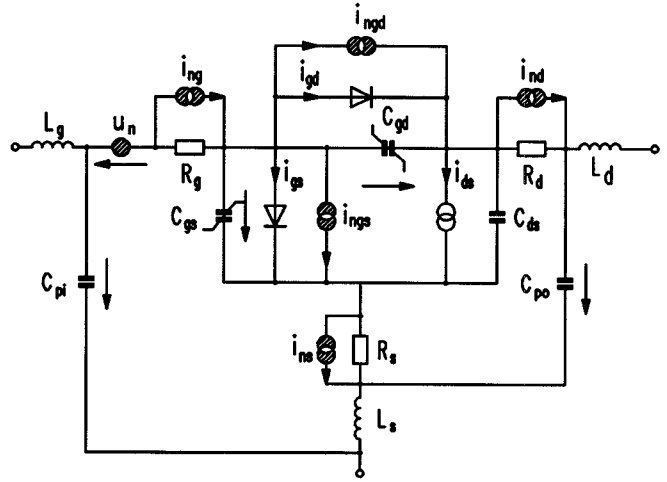 i_ngd
i_ng
i_gd
i_nd
L_g
u_n
C_gd
R_g
i_gs
i_ds
R_d
L_d
C_gs
i_ngs
C_ds
C_pi
C_po
i_ns
R_s
L_s